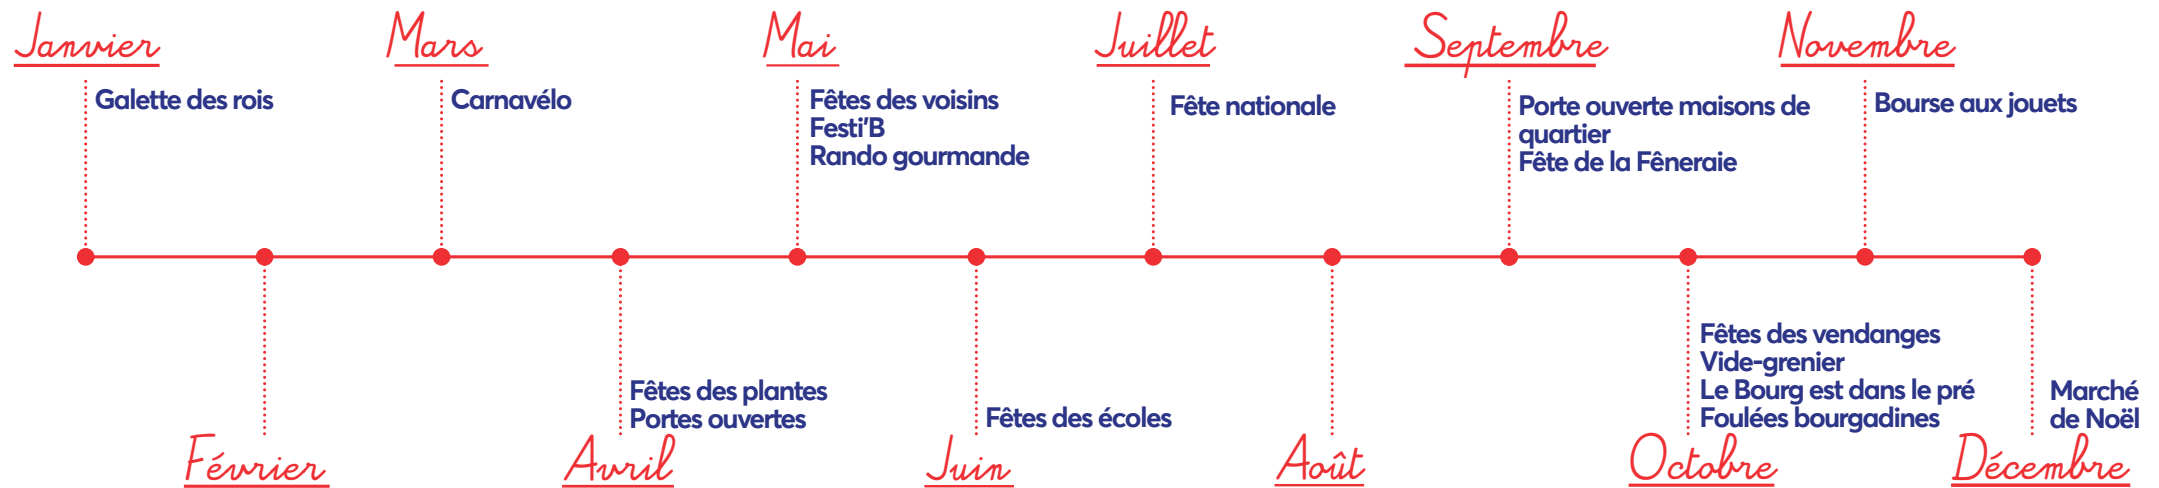 Janvier
Galette des rois
Mars
Carnavélo
Mai
Fêtes des voisins
Festi'B
Rando gourmande
Juillet
Fête nationale
Septembre
Porte ouverte maisons de
quartier
Fête de la Fêneraie
Novembre
Bourse aux jouets
Février
Fêtes des plantes
Portes ouvertes
Avril
Fêtes des écoles
Juin
Août
Fêtes des vendanges
Vide-grenier
Le Bourg est dans le pré
Foulées bourgadines
Octobre
Marché
de Noël
Décembre